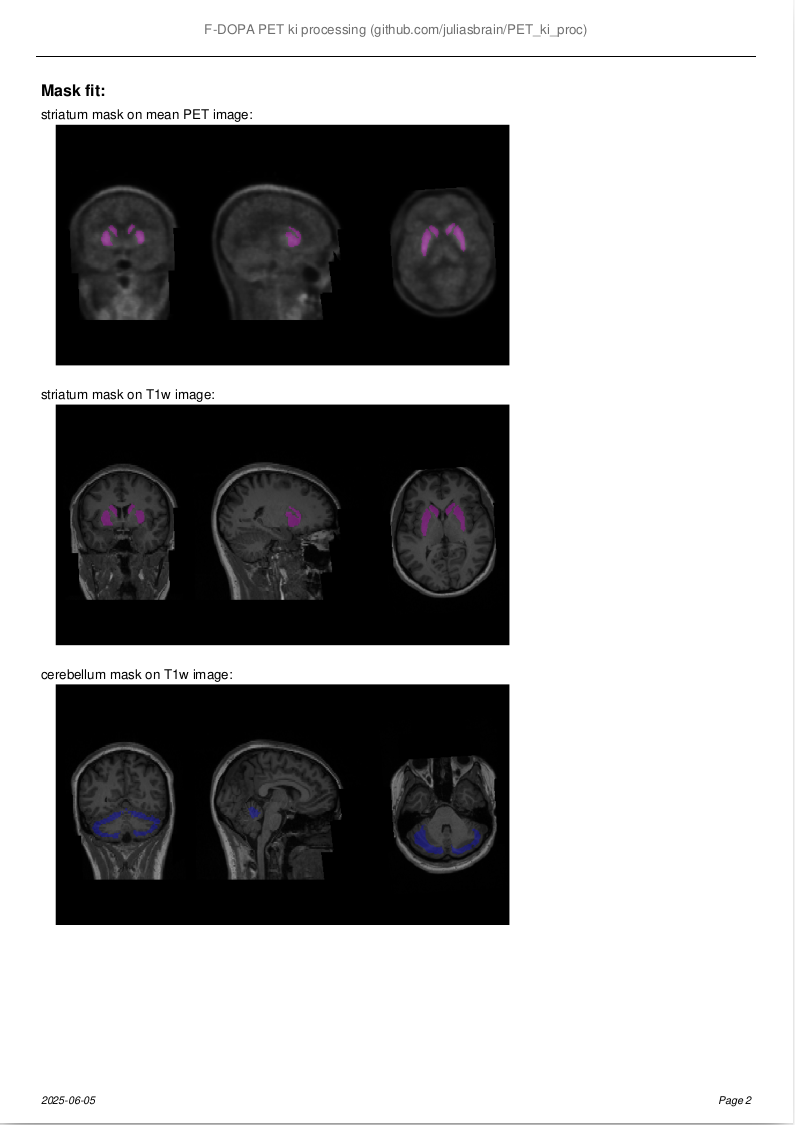 F-DOPA PET ki processing (github.com/juliasbrain/PET_ki_proc)
Mask fit:
striatum mask on mean PET image:
striatum mask on T1w image:
cerebellum mask on T1w image:
2025-06-05
Page 2